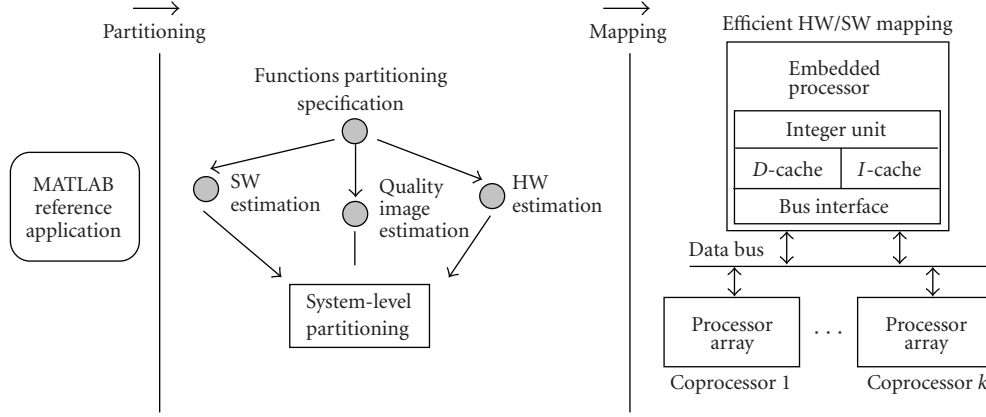 Partitioning
Mapping
Efficient HW/SW mapping
Functions partitioning
specification
MATLAB
reference
application
SW
estimation
Quality
image
estimation
HW
estimation
System-level
partitioning
Embedded
processor
Integer unit
D-cache
I-cache
Bus interface
Data bus
Processor
array
. . .
Processor
array
Coprocessor 1
Coprocessor k